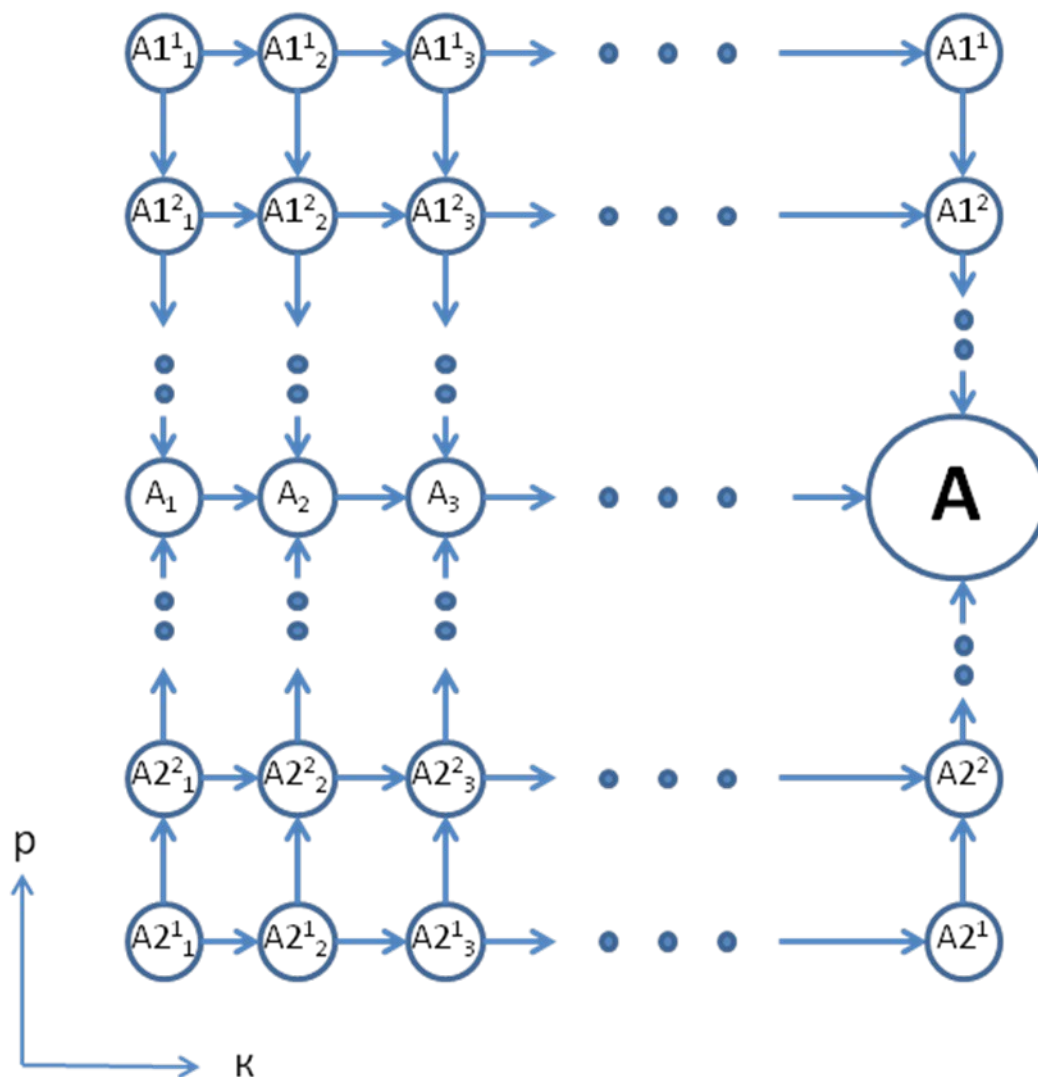 A1¹₁ A1¹₂ A1¹₃ A1¹
A1²₁ A1²₂ A1²₃ A1²
A₁ A₂ A₃ A
A2²₁ A2²₂ A2²₃ A2²
р
A2¹₁ A2¹₂ A2¹₃ A2¹
к